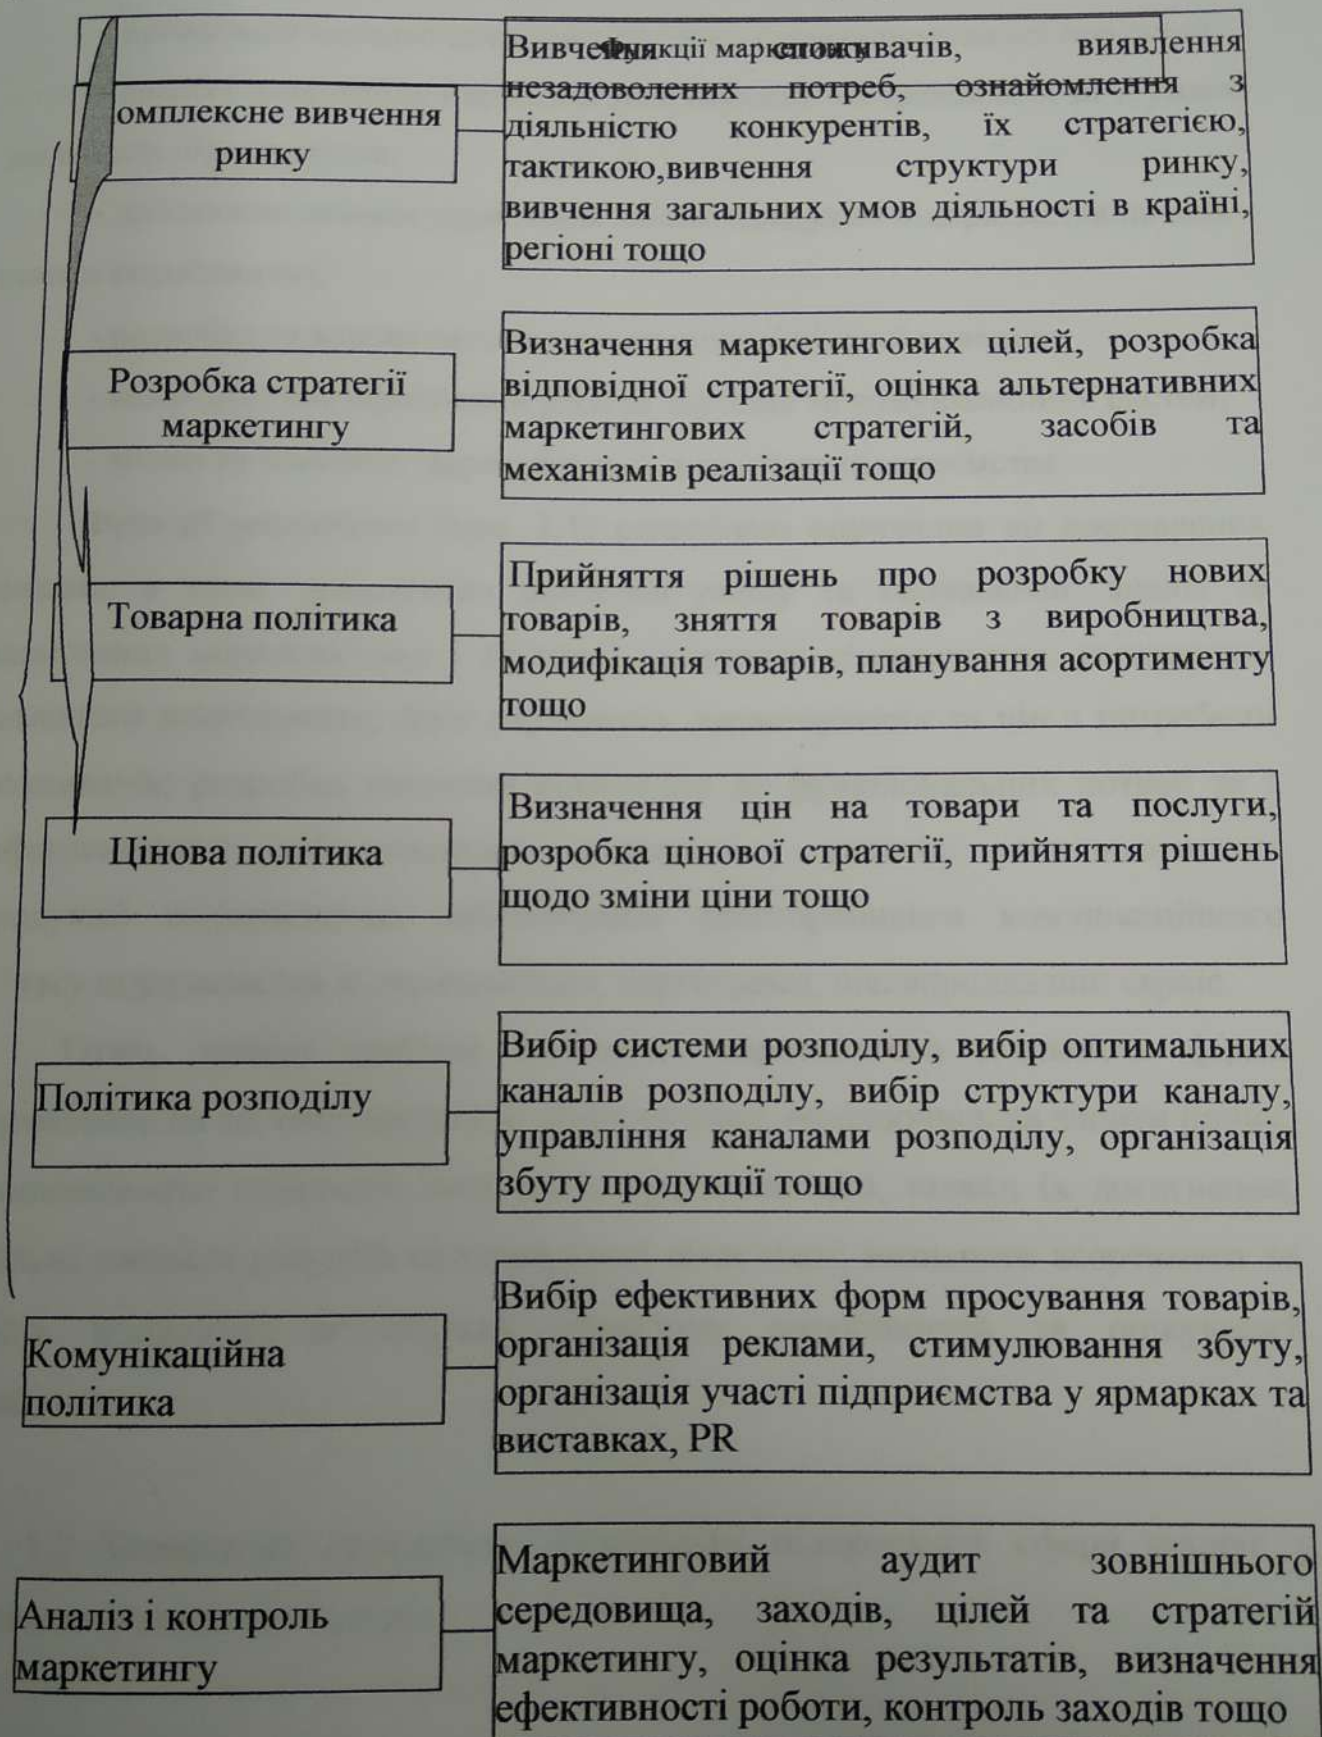 Функції маркетингу
Вивчення споживачів, виявлення
незадоволених потреб, ознайомлення з
діяльністю конкурентів, їх стратегією,
тактикою,вивчення структури ринку,
вивчення загальних умов діяльності в країні,
регіоні тощо
омплексне вивчення
ринку
Розробка стратегії
маркетингу
Визначення маркетингових цілей, розробка
відповідної стратегії, оцінка альтернативних
маркетингових стратегій, засобів та
механізмів реалізації тощо
Товарна політика
Прийняття рішень про розробку нових
товарів, зняття товарів з виробництва,
модифікація товарів, планування асортименту
тощо
Цінова політика
Визначення цін на товари та послуги,
розробка цінової стратегії, прийняття рішень
щодо зміни ціни тощо
Політика розподілу
Вибір системи розподілу, вибір оптимальних
каналів розподілу, вибір структури каналу,
управління каналами розподілу, організація
збуту продукції тощо
Комунікаційна
політика
Вибір ефективних форм просування товарів,
організація реклами, стимулювання збуту,
організація участі підприємства у ярмарках та
виставках, PR
Аналіз і контроль
маркетингу
Маркетинговий аудит зовнішнього
середовища, заходів, цілей та стратегій
маркетингу, оцінка результатів, визначення
ефективності роботи, контроль заходів тощо